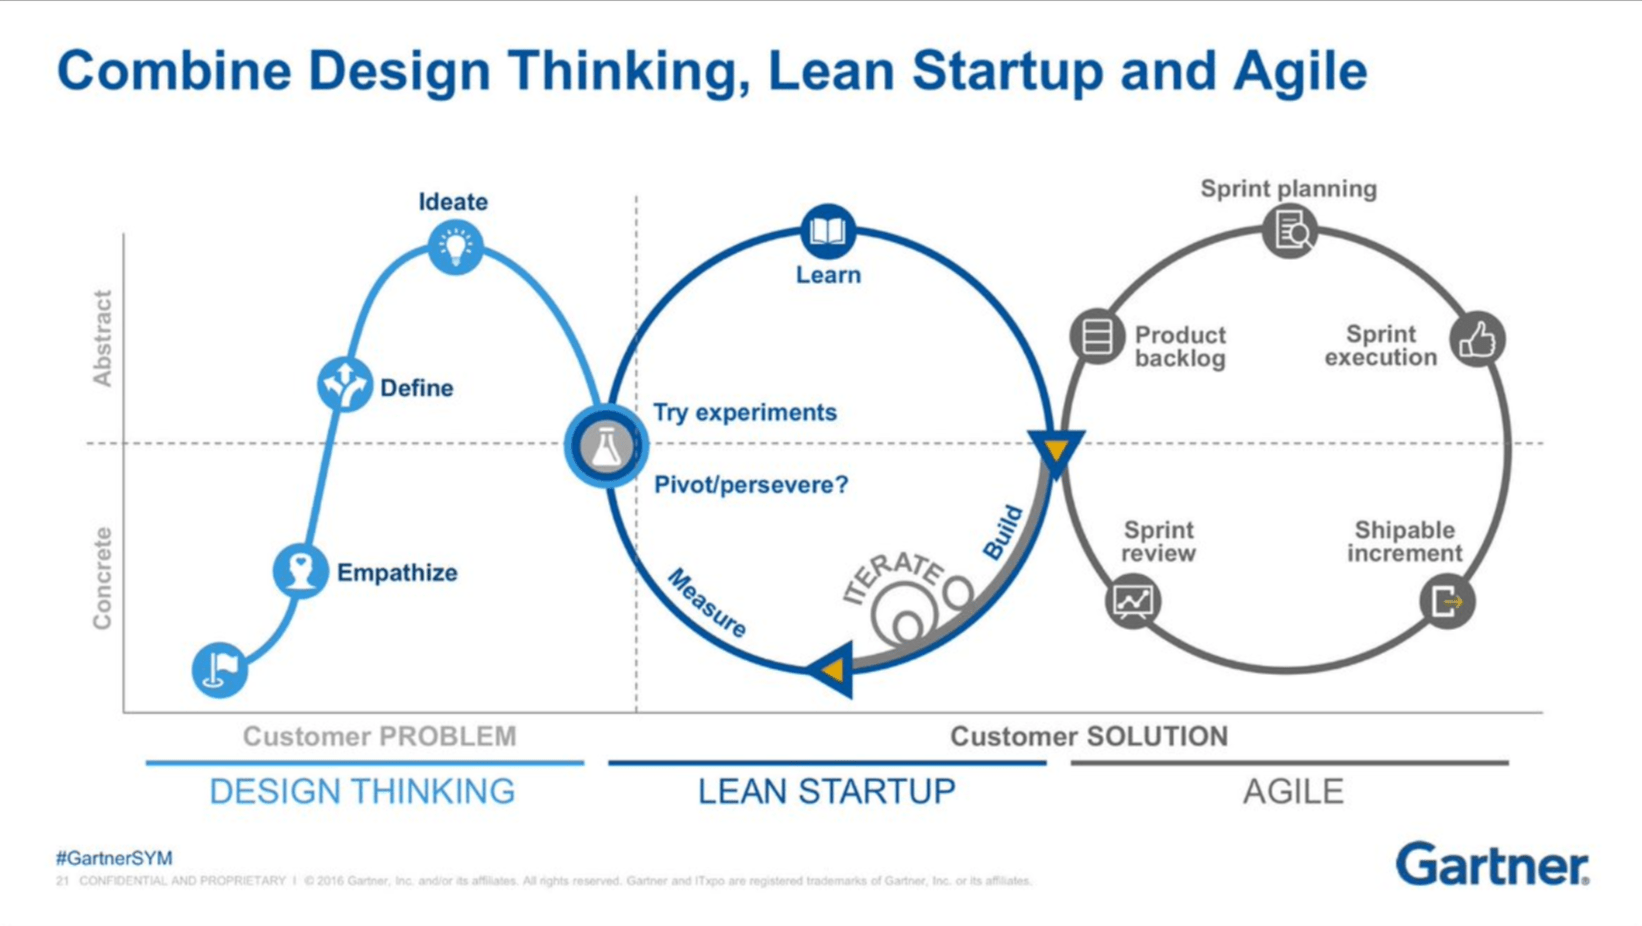 Combine Design Thinking, Lean Startup and Agile
Abstract
Concrete
Ideate
Define
Empathize
Learn
Try experiments
Pivot/persevere?
Measure
ITERATE
Build
Sprint planning
Product
backlog
Sprint
execution
Sprint
review
Shipable
increment
Customer PROBLEM
Customer SOLUTION
DESIGN THINKING
LEAN STARTUP
AGILE
#GartnerSYM
21 CONFIDENTIAL AND PROPRIETARY I © 2016 Gartner, Inc. and/or its affiliates. All rights reserved. Gartner and ITxpo are registered trademarks of Gartner, Inc. or its affiliates.
Gartner®